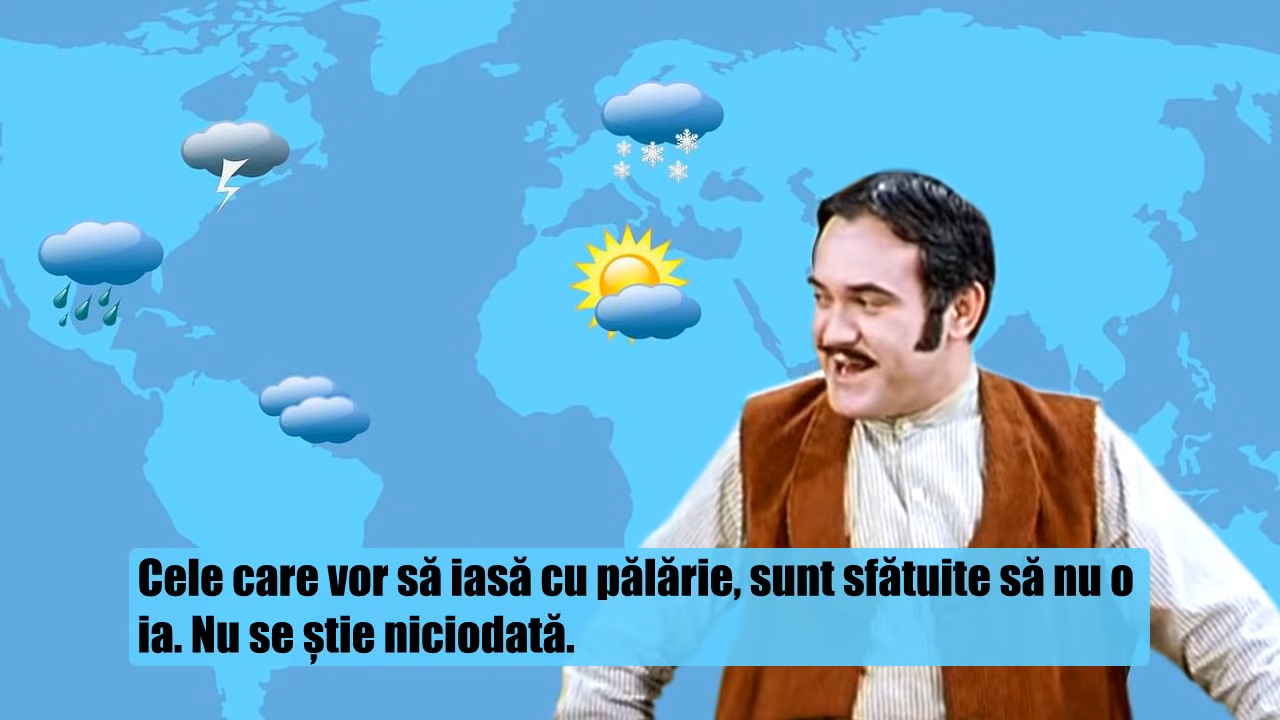 Cele care vor să iasă cu pălărie, sunt sfătuite să nu o
ia. Nu se știe niciodată.